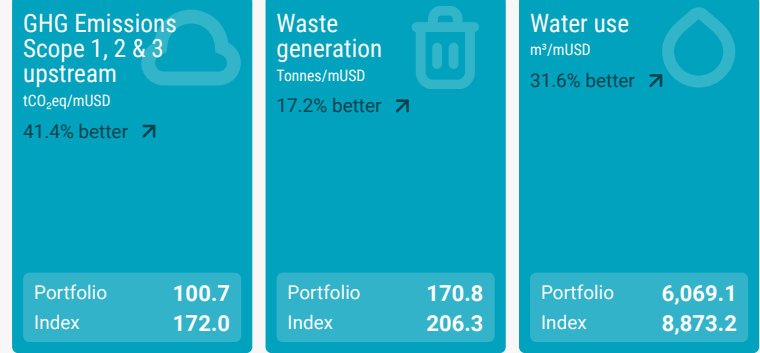 GHG Emissions
Scope 1, 2 & 3
upstream
tCO₂eq/mUSD
41.4% better
Portfolio 100.7
Index 172.0
Waste
generation
Tonnes/mUSD
17.2% better
Portfolio 170.8
Index 206.3
Water use
m³/mUSD
31.6% better
Portfolio 6,069.1
Index 8,873.2